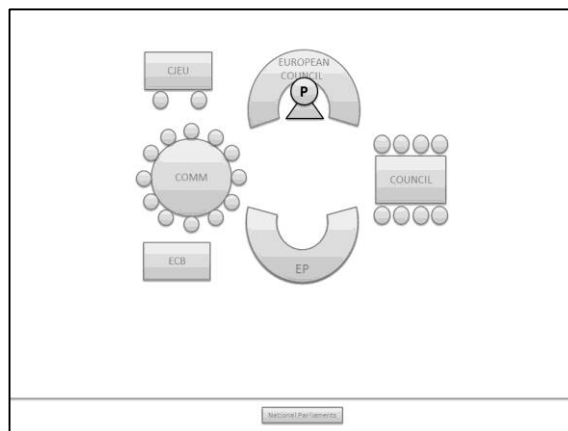 CJEU
EUROPEAN
COUNCIL
P
COMM
COUNCIL
ECB
EP
National Parliaments